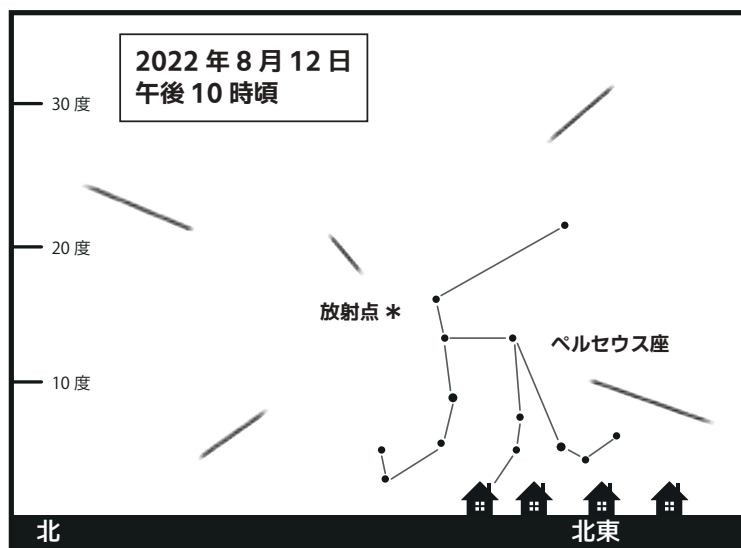 2022 年 8 月 12 日
午後 10 時頃
30 度
20 度
放射点 *
ペルセウス座
10 度
北
北東